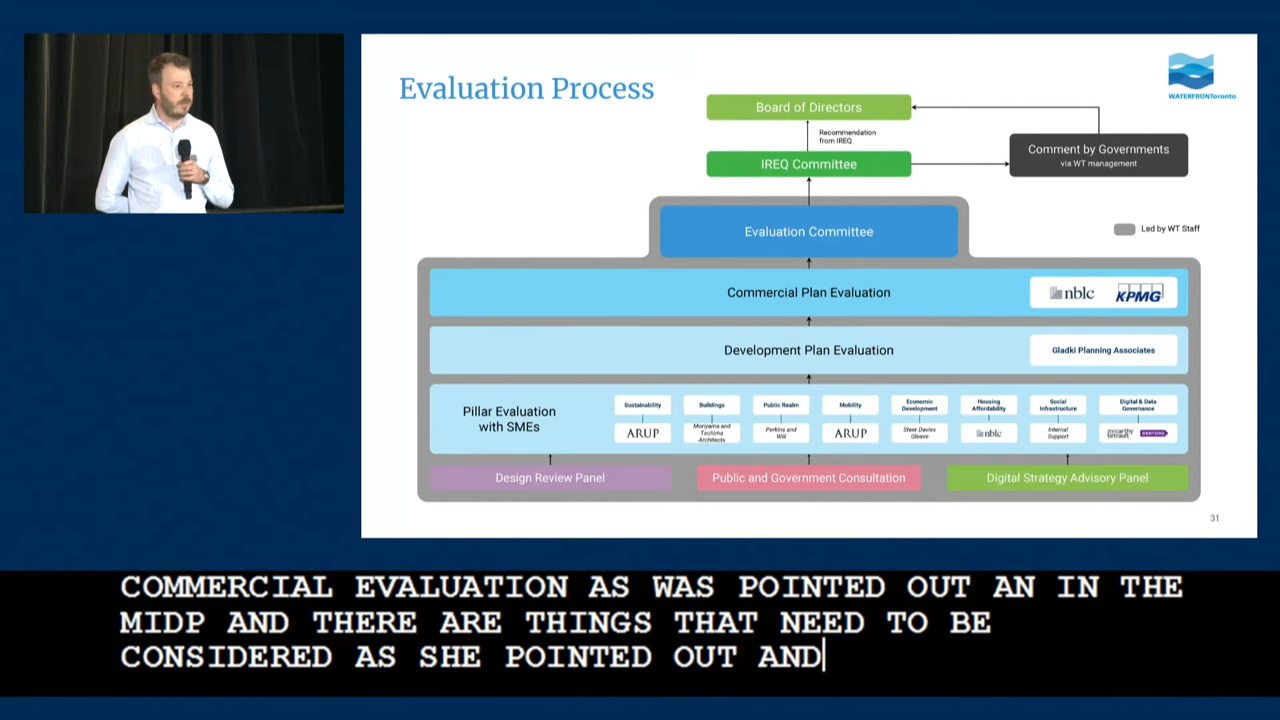 Evaluation Process
WATERFRONToronto
Board of Directors
Recommendation
from IREQ
IREQ Committee
Comment by Governments
via WT management
Evaluation Committee
Led by WT Staff
Commercial Plan Evaluation
nblc
KPMG
Development Plan Evaluation
Gladki Planning Associates
Pillar Evaluation
with SMEs
Sustainability
Buildings
Public Realm
Mobility
Economic
Development
Housing
Affordability
Social
Infrastructure
Digital & Data
Governance
ARUP
Moriyama and
Teshima
Architects
Perkins and
Will
ARUP
Steer Davies
Gleave
nblc
Internal
Support
mccarthy
tetrault
DENTONS
Design Review Panel
Public and Government Consultation
Digital Strategy Advisory Panel
31
COMMERCIAL EVALUATION AS WAS POINTED OUT AN IN THE
MIDP AND THERE ARE THINGS THAT NEED TO BE
CONSIDERED AS SHE POINTED OUT AND